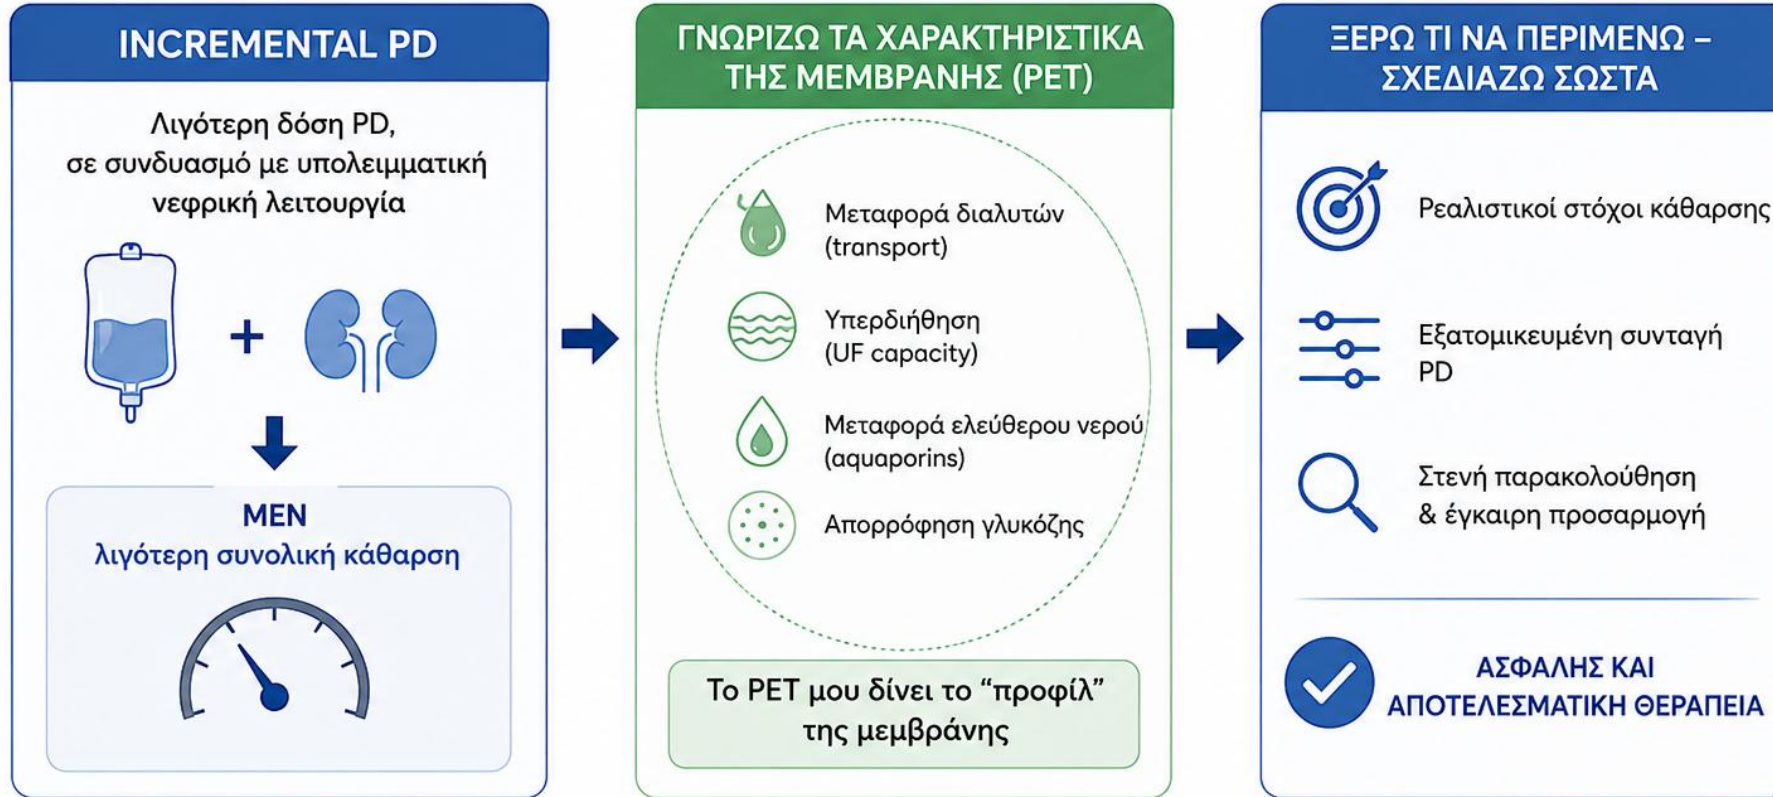 INCREMENTAL PD
Λιγότερη δόση PD,
σε συνδυασμό με υπολειμματική
νεφρική λειτουργία
+
ΜΕΝ
λιγότερη συνολική κάθαρση
ΓΝΩΡΙΖΩ ΤΑ ΧΑΡΑΚΤΗΡΙΣΤΙΚΑ
ΤΗΣ ΜΕΜΒΡΑΝΗΣ (PET)
Μεταφορά διαλυτών
(transport)
Υπερδιήθηση
(UF capacity)
Μεταφορά ελεύθερου νερού
(aquaporins)
Απορρόφηση γλυκόζης
Το PET μου δίνει το “προφίλ”
της μεμβράνης
ΞΕΡΩ ΤΙ ΝΑ ΠΕΡΙΜΕΝΩ –
ΣΧΕΔΙΑΖΩ ΣΩΣΤΑ
Ρεαλιστικοί στόχοι κάθαρσης
Εξατομικευμένη συνταγή
PD
Στενή παρακολούθηση
& έγκαιρη προσαρμογή
ΑΣΦΑΛΗΣ ΚΑΙ
ΑΠΟΤΕΛΕΣΜΑΤΙΚΗ ΘΕΡΑΠΕΙΑ